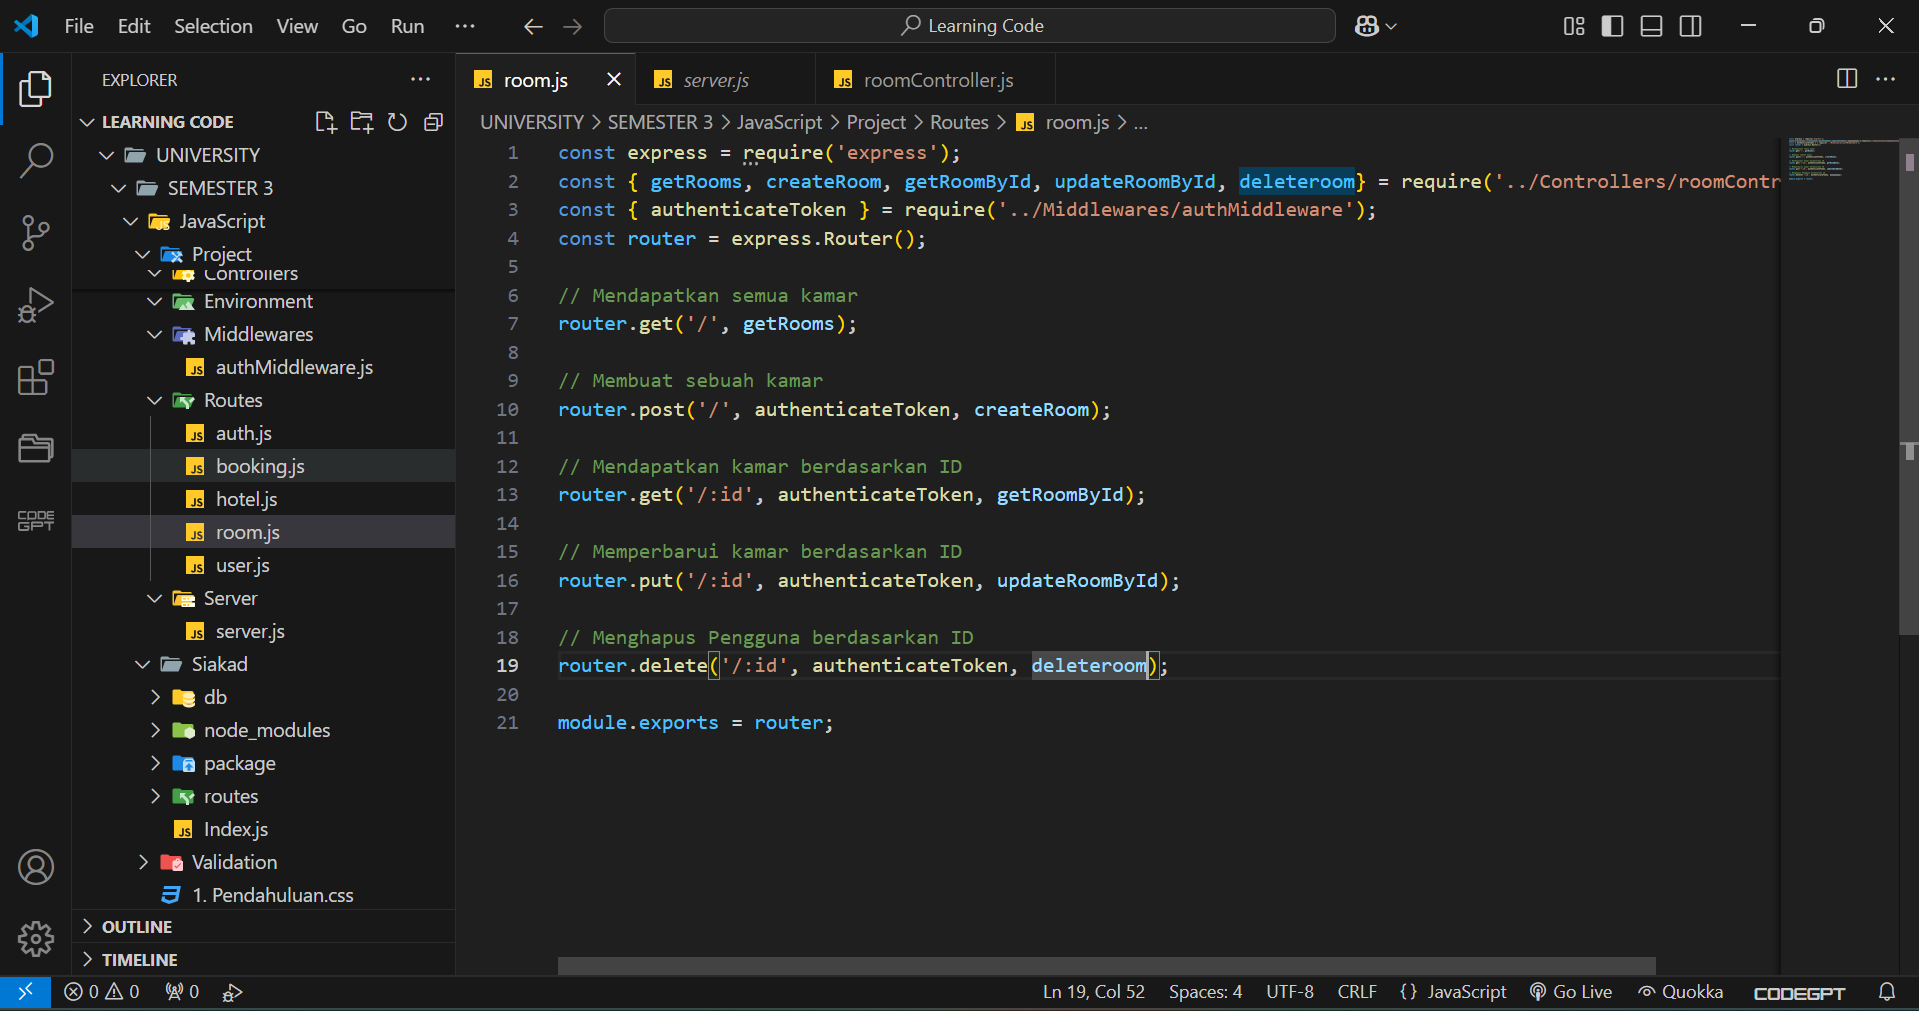 File Edit Selection View Go Run ··· Learning Code
EXPLORER
LEARNING CODE
UNIVERSITY
SEMESTER 3
JavaScript
Project
Controllers
Environment
Middlewares
authMiddleware.js
Routes
auth.js
booking.js
hotel.js
room.js
user.js
Server
server.js
Siakad
db
node_modules
package
routes
Index.js
Validation
1. Pendahuluan.css
OUTLINE
TIMELINE
CODE
GPT
room.js server.js roomController.js
UNIVERSITY > SEMESTER 3 > JavaScript > Project > Routes > JS room.js > ...
1 const express = require('express');
2 const { getRooms, createRoom, getRoomById, updateRoomById, deleteroom} = require('../Controllers/roomContr
3 const { authenticateToken } = require('../Middlewares/authMiddleware');
4 const router = express.Router();
5
6 // Mendapatkan semua kamar
7 router.get('/', getRooms);
8
9 // Membuat sebuah kamar
10 router.post('/', authenticateToken, createRoom);
11
12 // Mendapatkan kamar berdasarkan ID
13 router.get('/:id', authenticateToken, getRoomById);
14
15 // Memperbarui kamar berdasarkan ID
16 router.put('/:id', authenticateToken, updateRoomById);
17
18 // Menghapus Pengguna berdasarkan ID
19 router.delete('/:id', authenticateToken, deleteroom);
20
21 module.exports = router;
0 0 0 Ln 19, Col 52 Spaces: 4 UTF-8 CRLF {} JavaScript Go Live Quokka CODEGPT